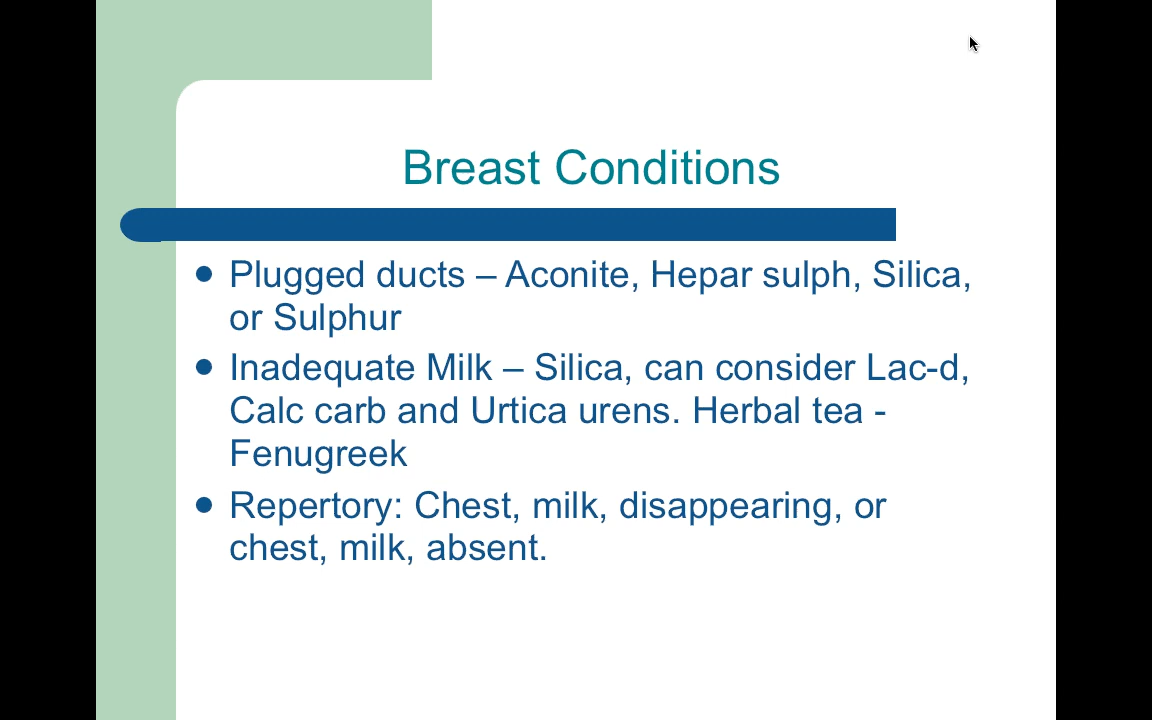 Breast Conditions
Plugged ducts – Aconite, Hepar sulph, Silica,
or Sulphur
Inadequate Milk – Silica, can consider Lac-d,
Calc carb and Urtica urens. Herbal tea -
Fenugreek
Repertory: Chest, milk, disappearing, or
chest, milk, absent.